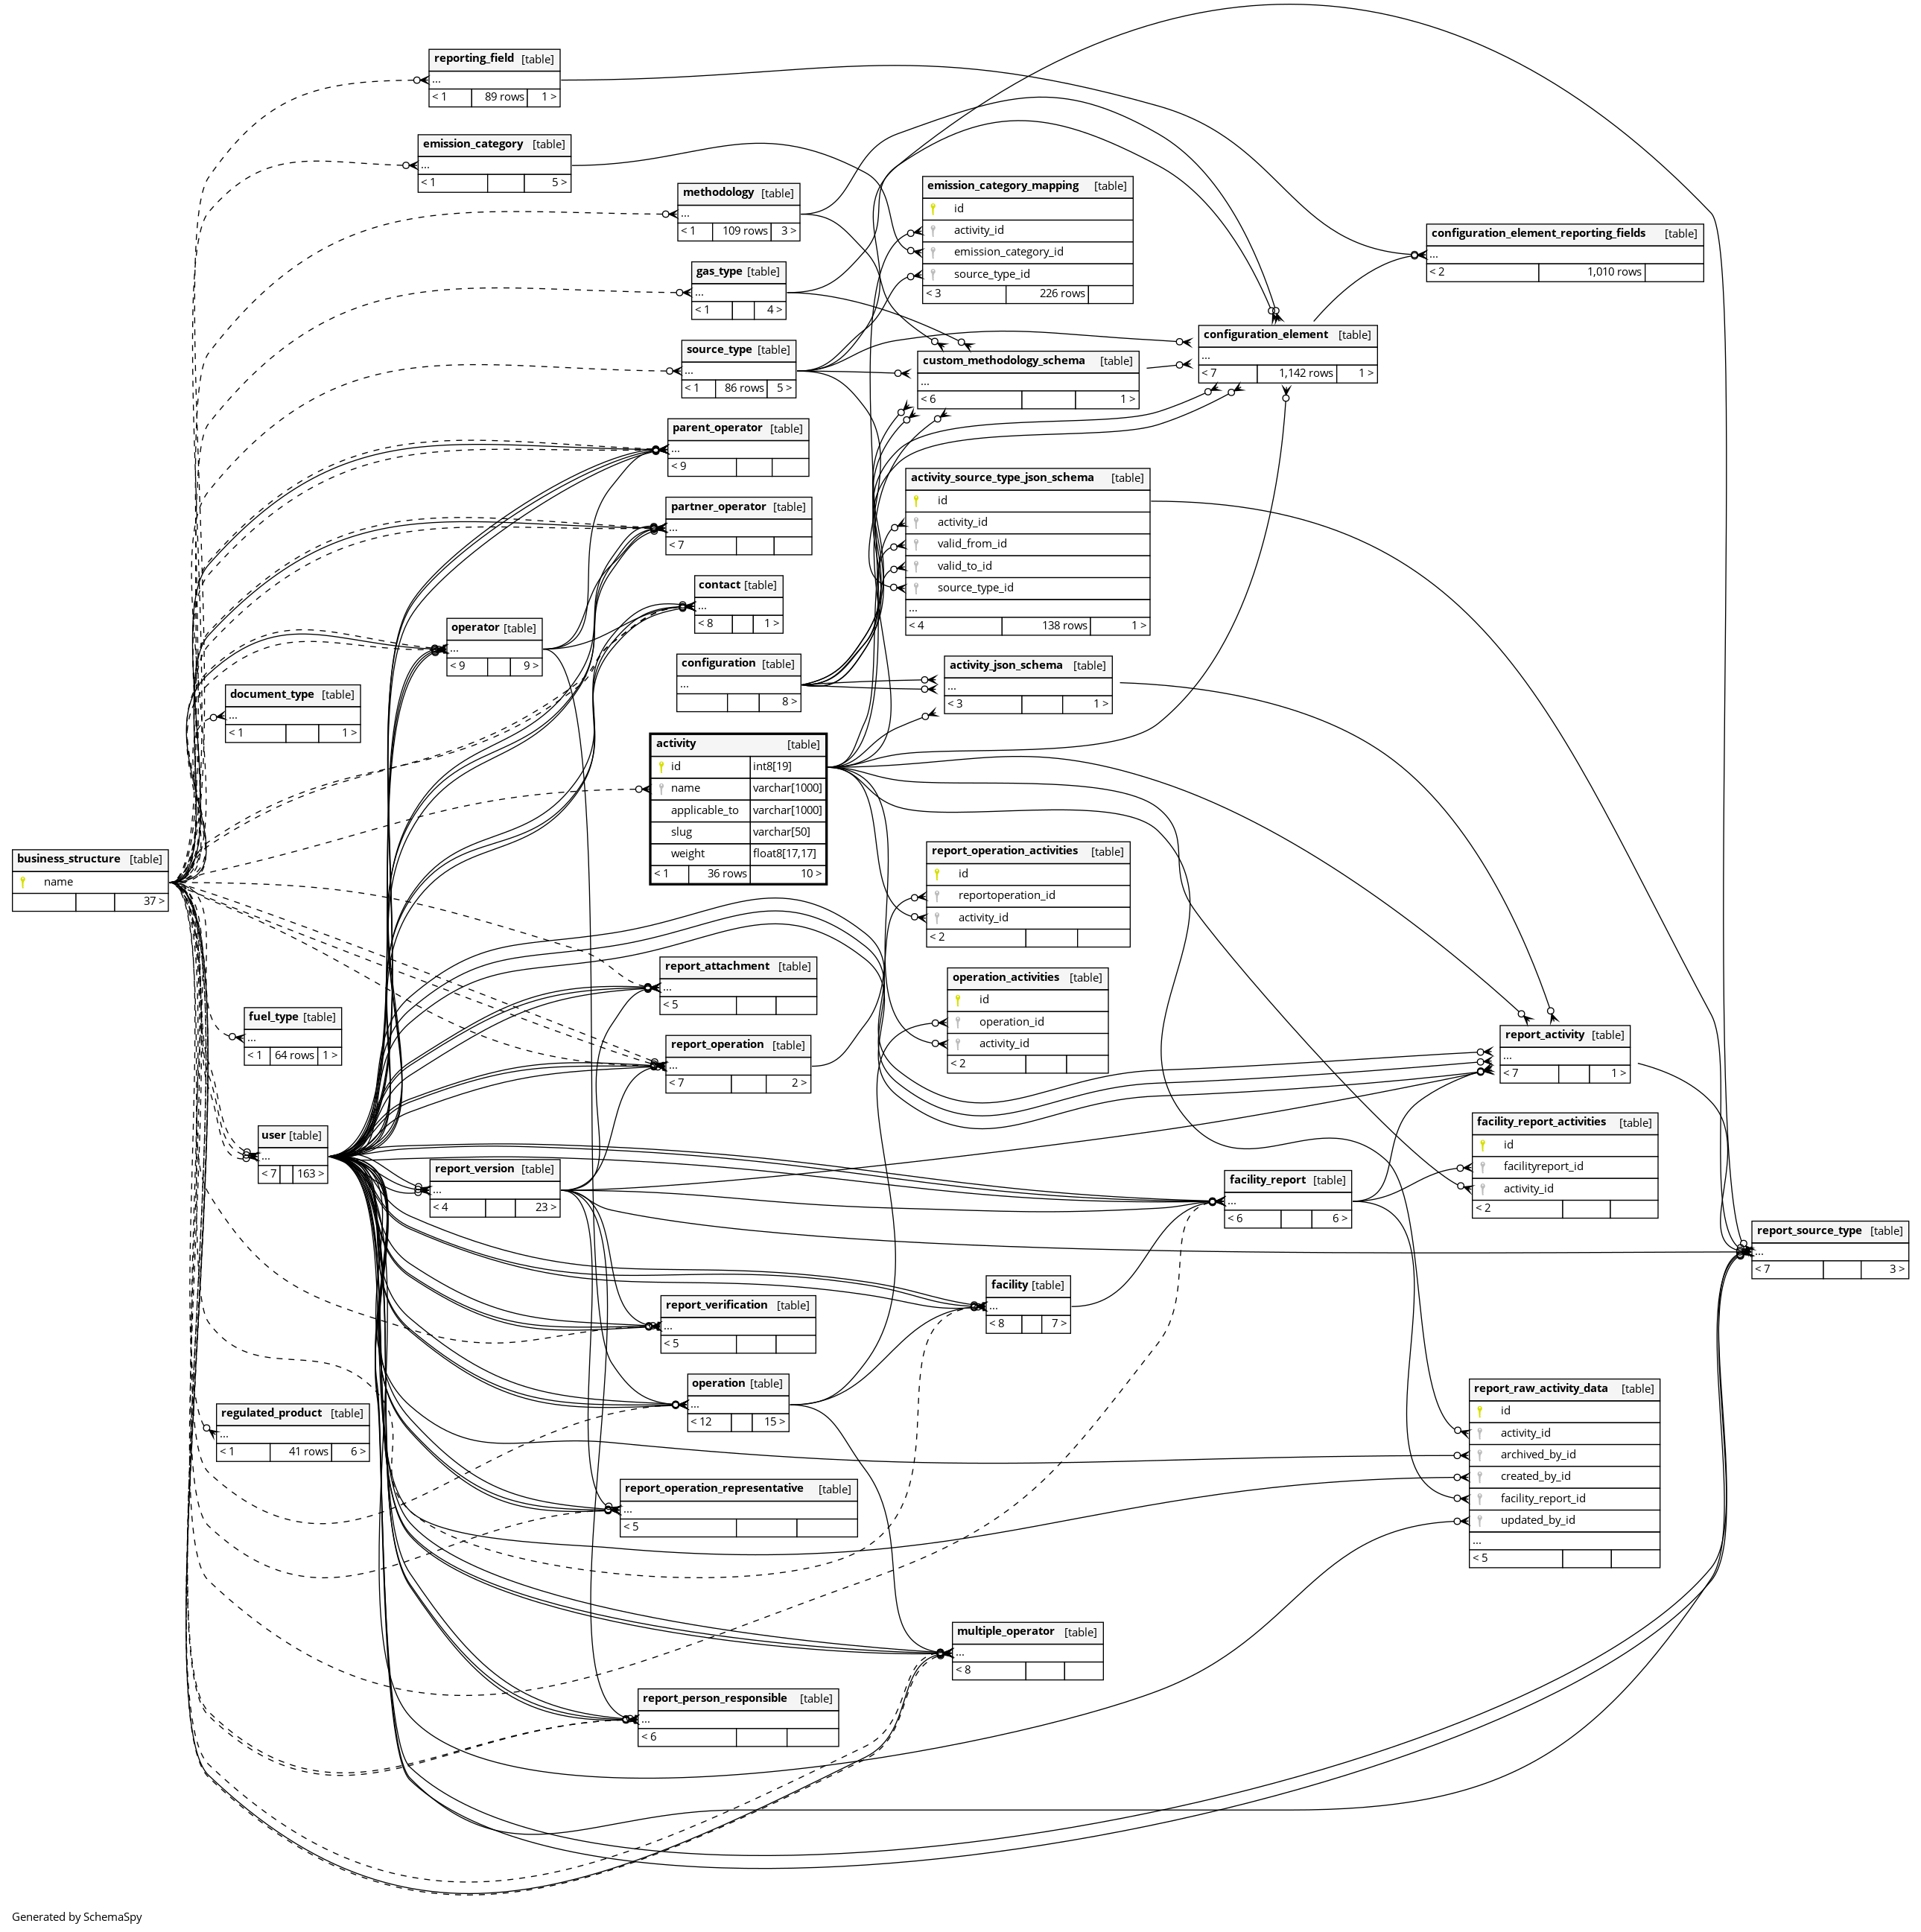 reporting_field [table]
...
< 1 89 rows 1 >
emission_category [table]
...
< 1 5 >
methodology [table]
...
< 1 109 rows 3 >
gas_type [table]
...
< 1 4 >
source_type [table]
...
< 1 86 rows 5 >
parent_operator [table]
...
< 9
partner_operator [table]
...
< 7
contact [table]
...
< 8 1 >
operator [table]
...
< 9 9 >
configuration [table]
...
8 >
document_type [table]
...
< 1 1 >
activity [table]
id int8[19]
name varchar[1000]
applicable_to varchar[1000]
slug varchar[50]
weight float8[17,17]
< 1 36 rows 10 >
business_structure [table]
name
37 >
emission_category_mapping [table]
id
activity_id
emission_category_id
source_type_id
< 3 226 rows
configuration_element_reporting_fields [table]
...
< 2 1,010 rows
configuration_element [table]
...
< 7 1,142 rows 1 >
custom_methodology_schema [table]
...
< 6 1 >
activity_source_type_json_schema [table]
id
activity_id
valid_from_id
valid_to_id
source_type_id
...
< 4 138 rows 1 >
activity_json_schema [table]
...
< 3 1 >
report_operation_activities [table]
id
reportoperation_id
activity_id
< 2
report_attachment [table]
...
< 5
operation_activities [table]
id
operation_id
activity_id
< 2
fuel_type [table]
...
< 1 64 rows 1 >
report_operation [table]
...
< 7 2 >
report_activity [table]
...
< 7 1 >
user [table]
...
< 7 163 >
report_version [table]
...
< 4 23 >
facility_report [table]
...
< 6 6 >
facility_report_activities [table]
id
facilityreport_id
activity_id
< 2
report_source_type [table]
...
< 7 3 >
facility [table]
...
< 8 7 >
report_verification [table]
...
< 5
operation [table]
...
< 12 15 >
regulated_product [table]
...
< 1 41 rows 6 >
report_raw_activity_data [table]
id
activity_id
archived_by_id
created_by_id
facility_report_id
updated_by_id
...
< 5
report_operation_representative [table]
...
< 5
multiple_operator [table]
...
< 8
report_person_responsible [table]
...
< 6
Generated by SchemaSpy